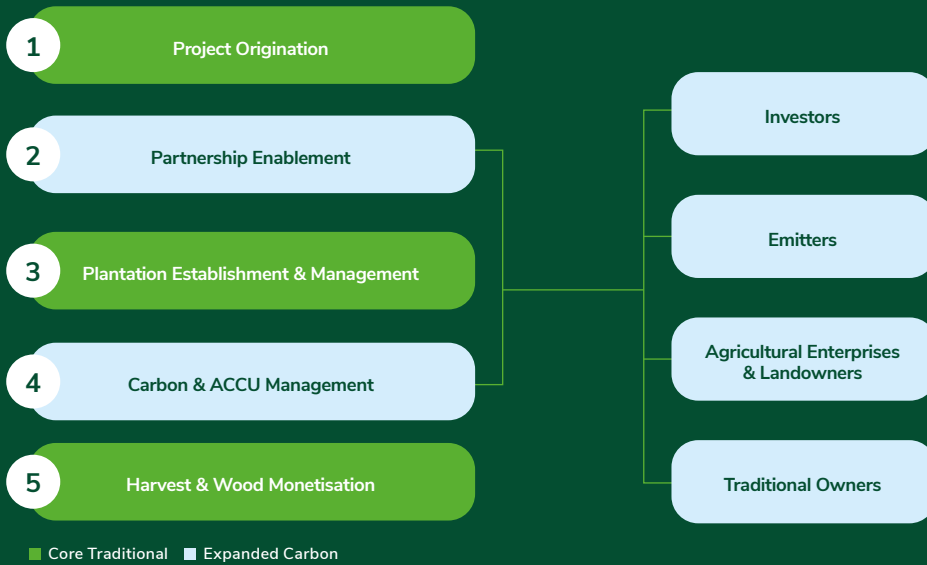 1
Project Origination
2
Partnership Enablement
3
Plantation Establishment & Management
4
Carbon & ACCU Management
5
Harvest & Wood Monetisation
Investors
Emitters
Agricultural Enterprises
& Landowners
Traditional Owners
Core Traditional
Expanded Carbon